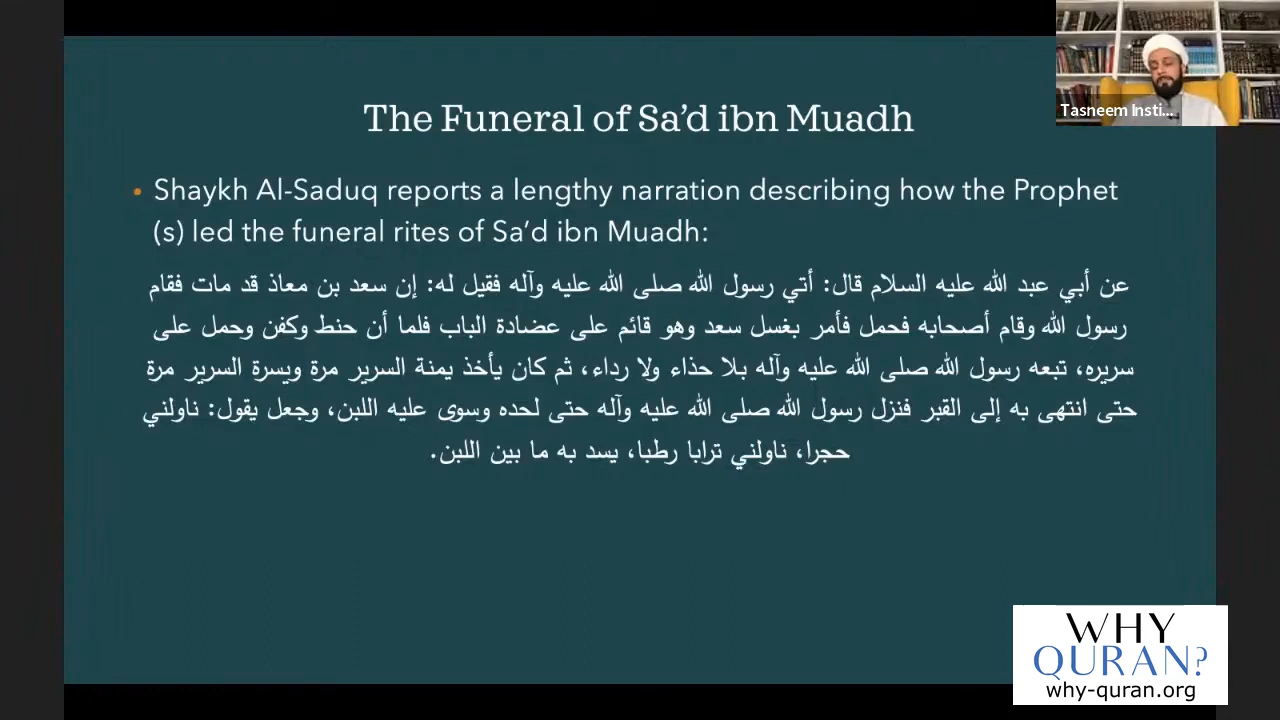 Tasneem Insti...
The Funeral of Sa’d ibn Muadh
• Shaykh Al-Saduq reports a lengthy narration describing how the Prophet
(s) led the funeral rites of Sa’d ibn Muadh:
عن أبي عبد الله عليه السلام قال: أتي رسول الله صلى الله عليه وآله فقيل له: إن سعد بن معاذ قد مات فقام
رسول الله وقام أصحابه فحمل فأمر بغسل سعد وهو قائم على عضادة الباب فلما أن حنط وكفن وحمل على
سريره، تبعه رسول الله صلى الله عليه وآله بلا حذاء ولا رداء، ثم كان يأخذ يمنة السرير مرة ويسرة السرير مرة
حتى انتهى به إلى القبر فنزل رسول الله صلى الله عليه وآله حتى لحده وسوى عليه اللبن، وجعل يقول: ناولني
حجرا، ناولني ترابا رطبا، يسد به ما بين اللبن.
WHY
QURAN?
why-quran.org